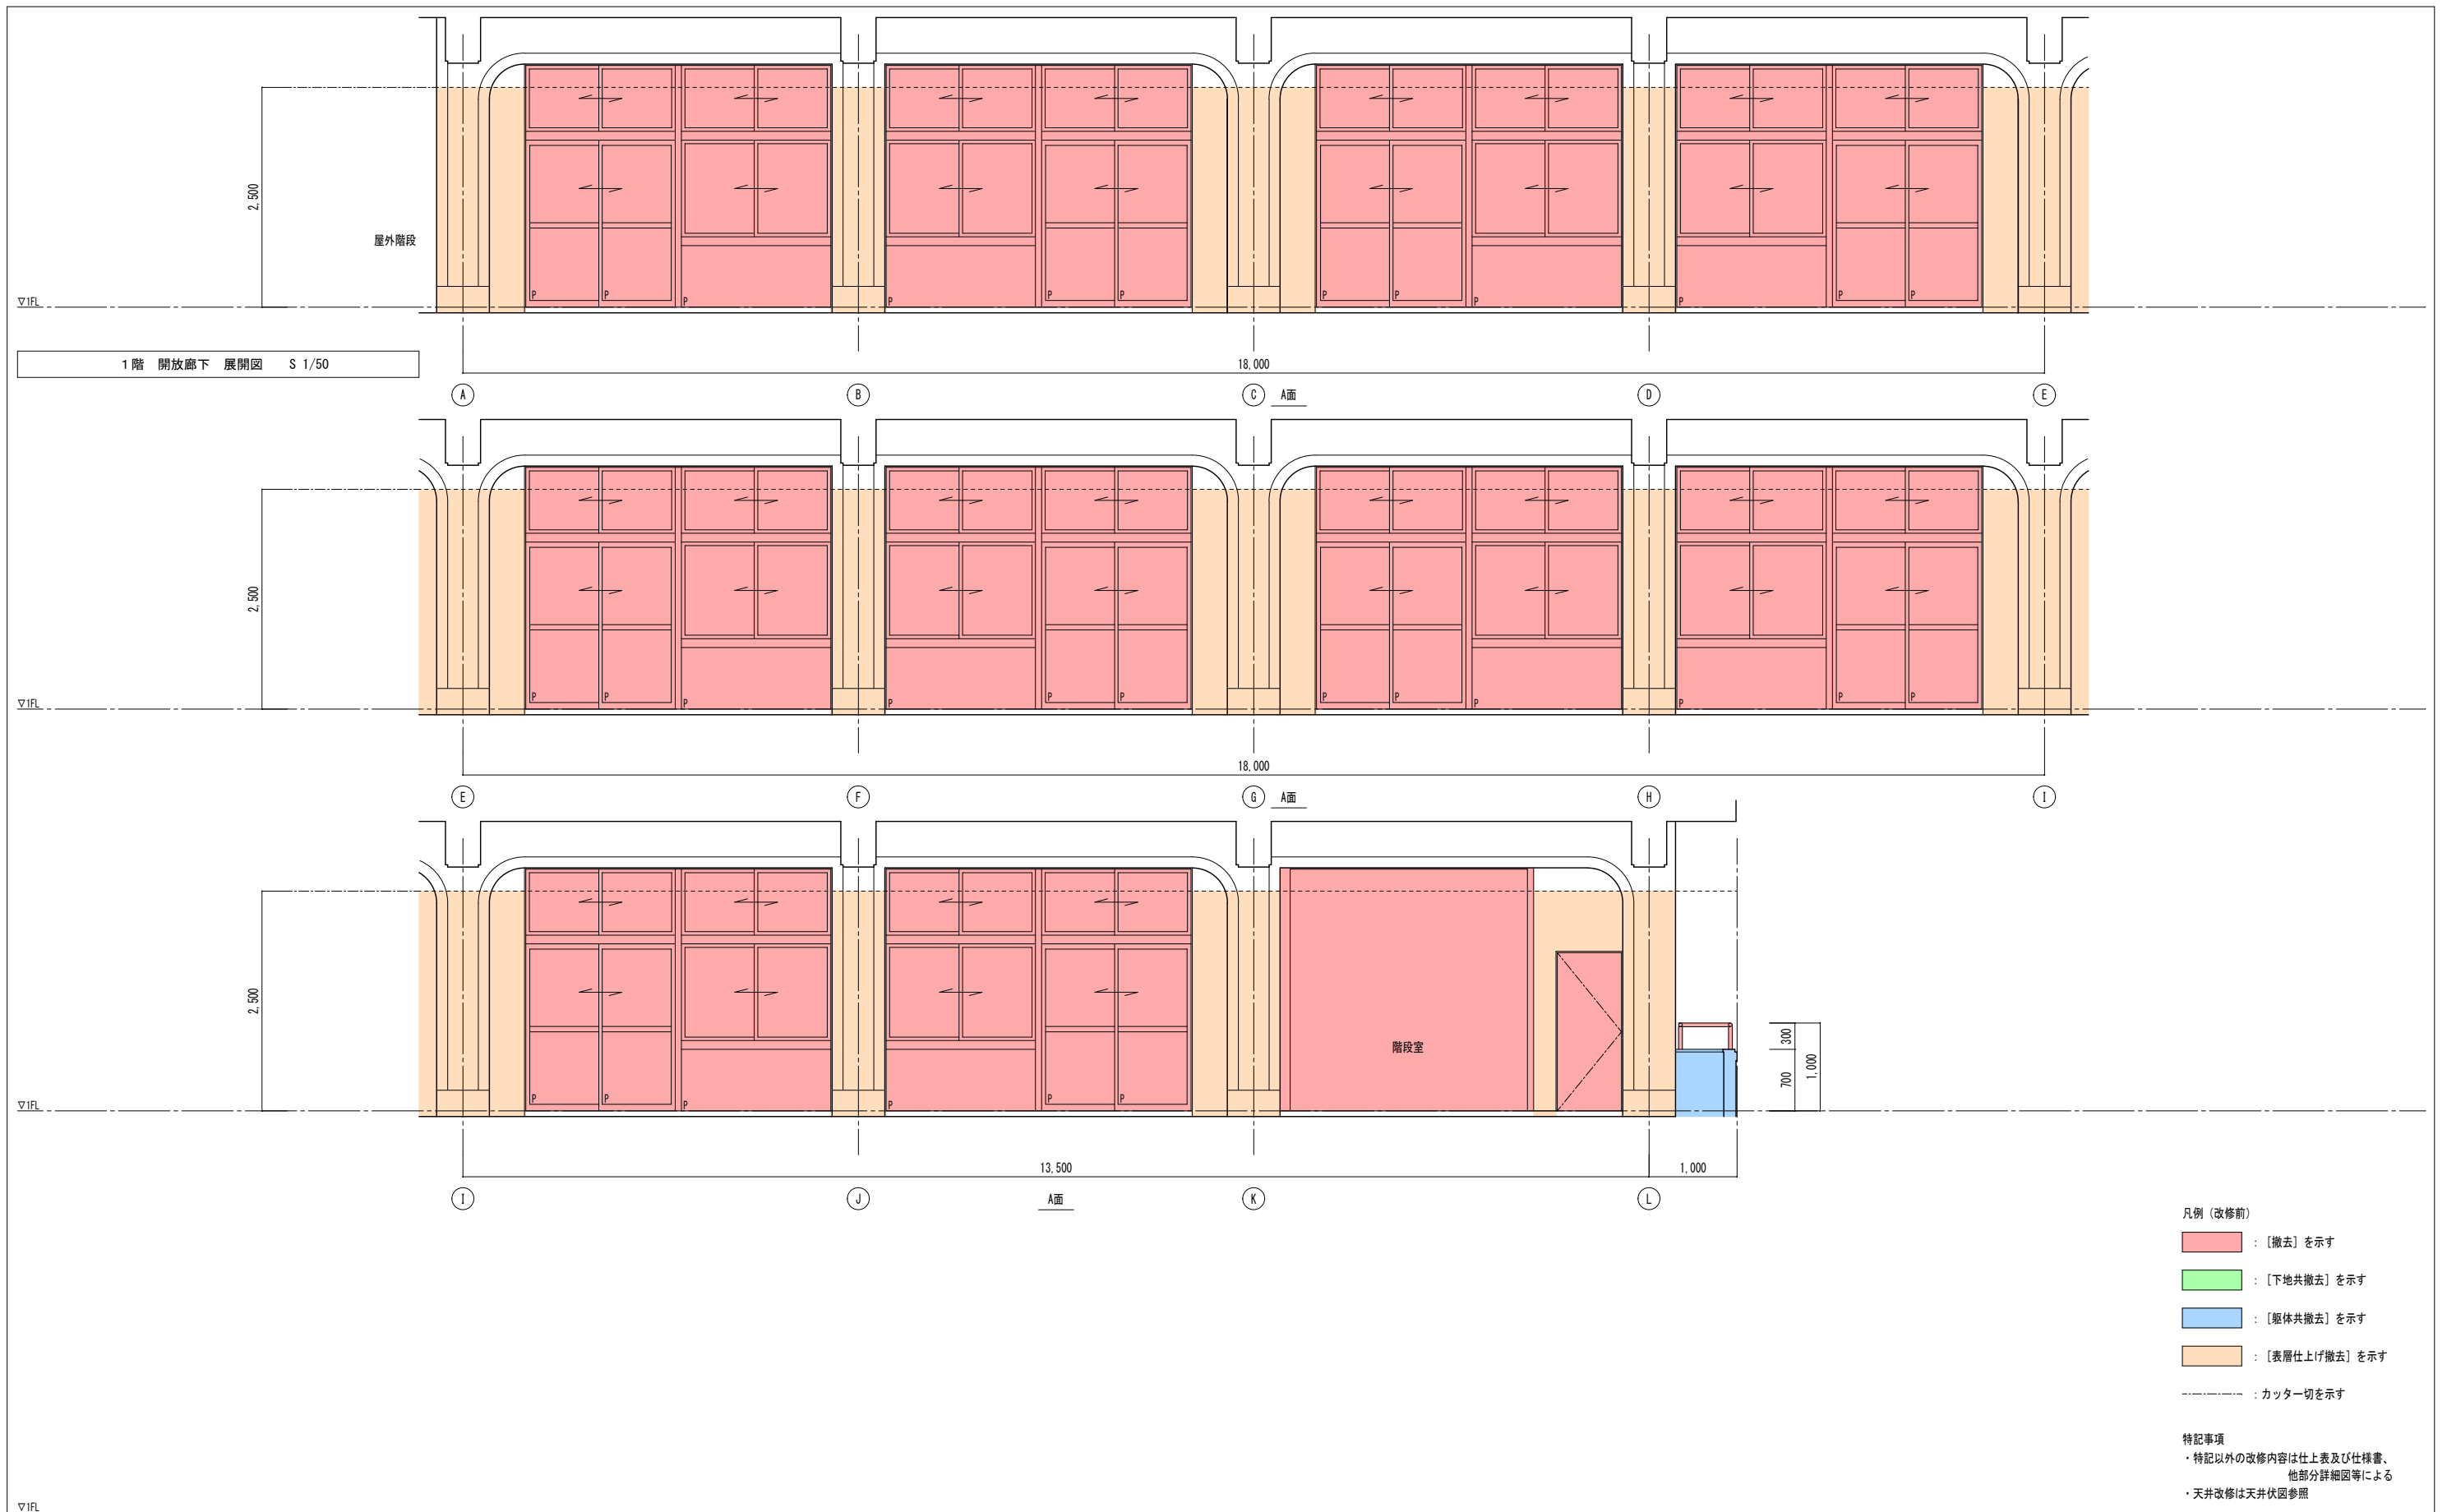 2,500
屋外階段
P P P P P P P P P P P P
▽1FL
1階 開放廊下 展開図 S 1/50
18,000
A B C A面 D E
2,500
P P P P P P P P P P P P
▽1FL
18,000
E F G A面 H I
2,500
階段室
300
700
1,000
P P P P P P
▽1FL
13,500 1,000
I J A面 K L
凡例（改修前）
：［撤去］を示す
：［下地共撤去］を示す
：［躯体共撤去］を示す
：［表層仕上げ撤去］を示す
：カッター切を示す
特記事項
・特記以外の改修内容は仕上表及び仕様書、
他部分詳細図等による
・天井改修は天井伏図参照
▽1FL